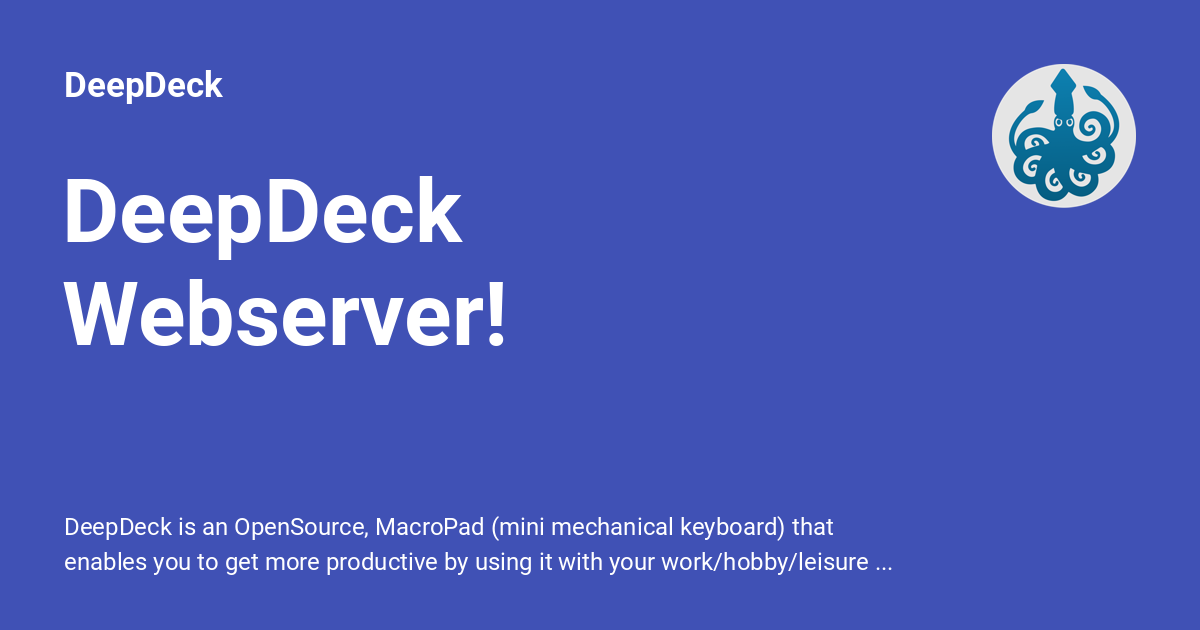 DeepDeck
DeepDeck
Webserver!
DeepDeck is an OpenSource, MacroPad (mini mechanical keyboard) that
enables you to get more productive by using it with your work/hobby/leisure ...